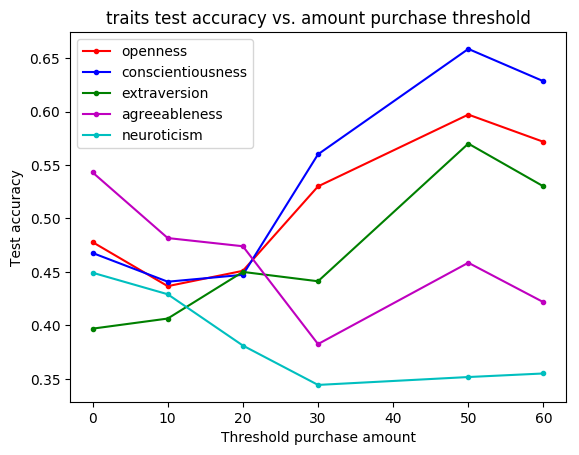 traits test accuracy vs. amount purchase threshold
openness
conscientiousness
extraversion
agreeableness
neuroticism
0.65
0.60
0.55
0.50
0.45
0.40
0.35
Test accuracy
0 10 20 30 40 50 60
Threshold purchase amount